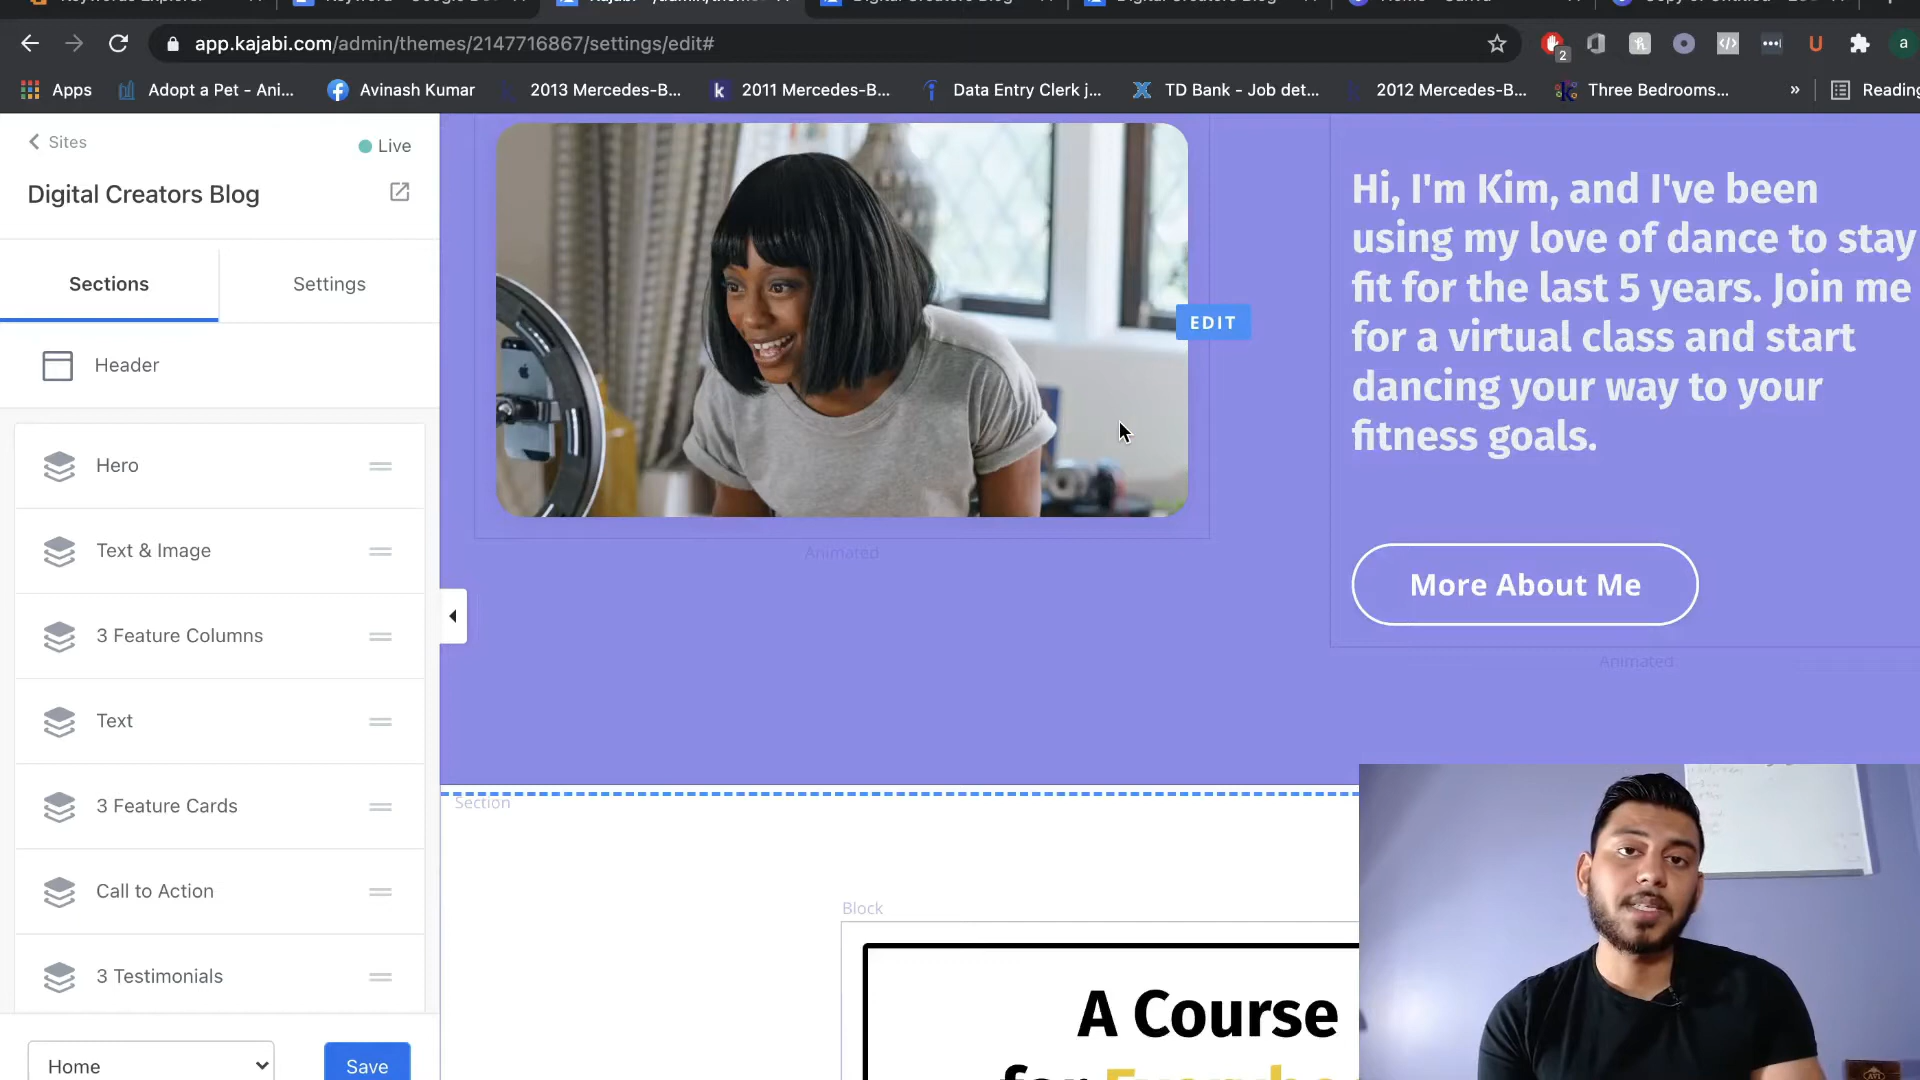 app.kajabi.com/admin/themes/2147716867/settings/edit#
2
a
Apps
Adopt a Pet - Ani...
Avinash Kumar
2013 Mercedes-B...
2011 Mercedes-B...
Data Entry Clerk j...
TD Bank - Job det...
2012 Mercedes-B...
Three Bedrooms...
»
Reading
Sites
Live
Digital Creators Blog
Sections
Settings
Header
Hero
Text & Image
3 Feature Columns
Text
3 Feature Cards
Call to Action
3 Testimonials
Home
Save
EDIT
Animated
Hi, I'm Kim, and I've been
using my love of dance to stay
fit for the last 5 years. Join me
for a virtual class and start
dancing your way to your
fitness goals.
More About Me
Animated
Section
Block
A Course
for